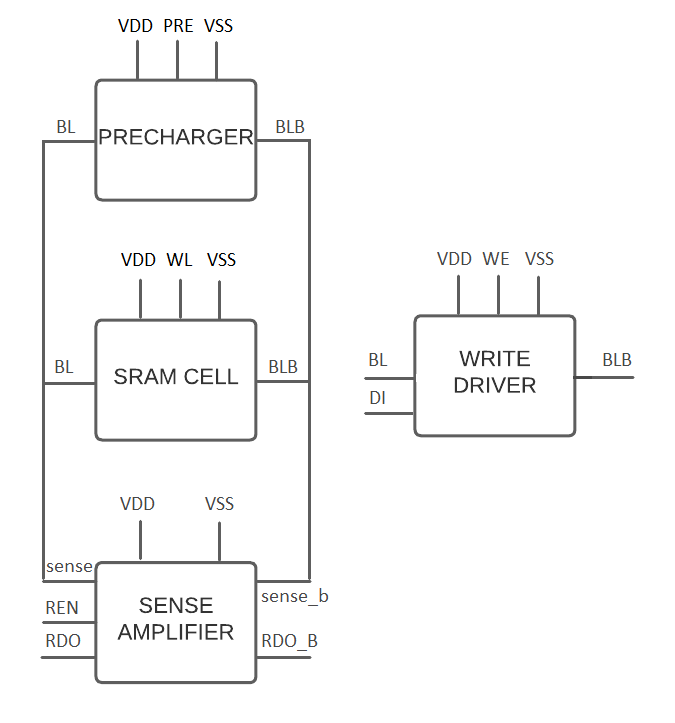 VDD PRE VSS
BL
BLB
PRECHARGER
VDD WL VSS
BL
BLB
SRAM CELL
VDD WE VSS
BL
BLB
DI
WRITE
DRIVER
VDD
VSS
sense
sense_b
REN
RDO
RDO_B
SENSE
AMPLIFIER